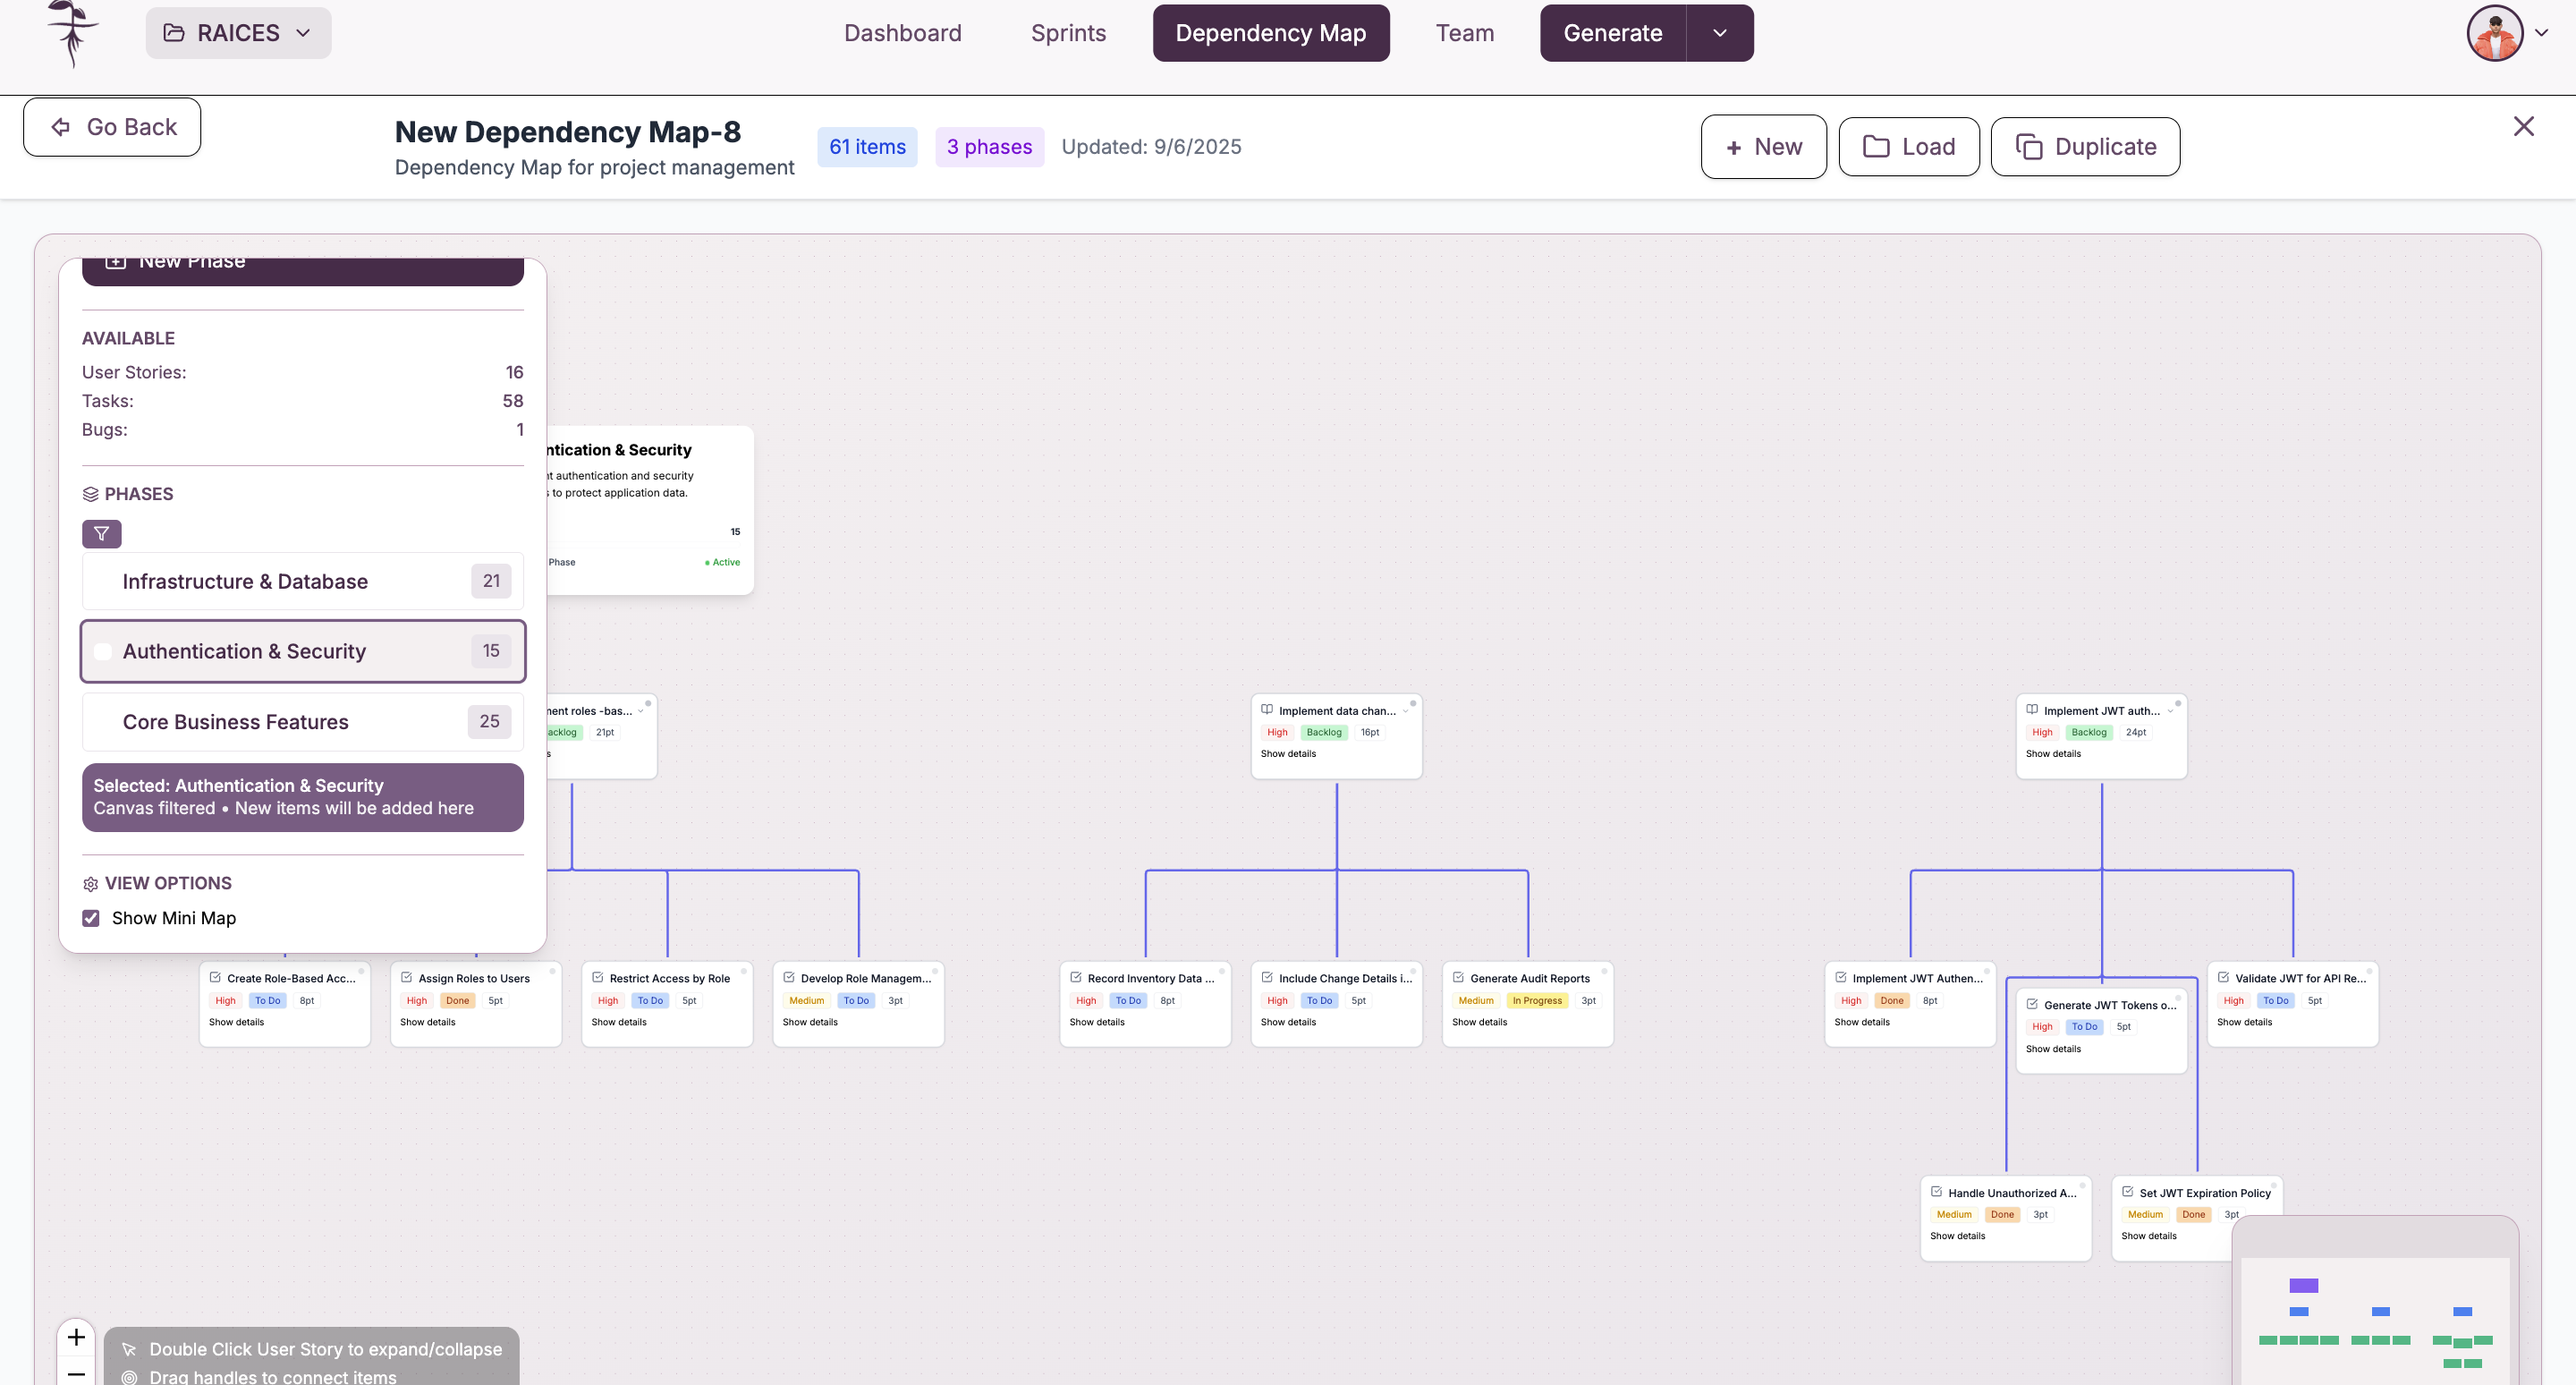 RAICES
Dashboard
Sprints
Dependency Map
Team
Generate
Go Back
New Dependency Map-8
Dependency Map for project management
61 items
3 phases
Updated: 9/6/2025
+ New
Load
Duplicate
New Phase
AVAILABLE
User Stories: 16
Tasks: 58
Bugs: 1
PHASES
Infrastructure & Database 21
Authentication & Security 15
Core Business Features 25
Selected: Authentication & Security
Canvas filtered • New items will be added here
VIEW OPTIONS
Show Mini Map
ntication & Security
t authentication and security
s to protect application data.
15
Phase
Active
ent roles -bas...
acklog 21pt
s
Implement data chan...
High Backlog 16pt
Show details
Implement JWT auth...
High Backlog 24pt
Show details
Create Role-Based Acc...
High To Do 8pt
Show details
Assign Roles to Users
High Done 5pt
Show details
Restrict Access by Role
High To Do 5pt
Show details
Develop Role Managem...
Medium To Do 3pt
Show details
Record Inventory Data ...
High To Do 8pt
Show details
Include Change Details i...
High To Do 5pt
Show details
Generate Audit Reports
Medium In Progress 3pt
Show details
Implement JWT Authen...
High Done 8pt
Show details
Generate JWT Tokens o...
High To Do 5pt
Show details
Validate JWT for API Re...
High To Do 5pt
Show details
Handle Unauthorized A...
Medium Done 3pt
Show details
Set JWT Expiration Policy
Medium Done 3pt
Show details
Double Click User Story to expand/collapse
Drag handles to connect items